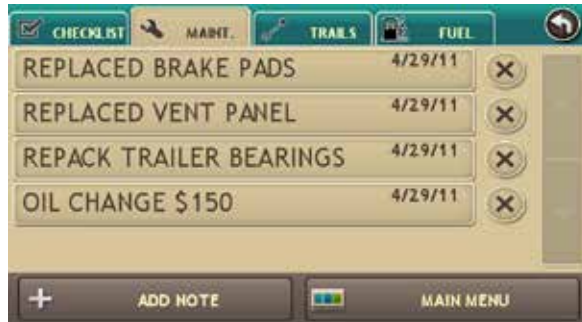 CHECKLIST MAINT. TRAILS FUEL
REPLACED BRAKE PADS 4/29/11
REPLACED VENT PANEL 4/29/11
REPACK TRAILER BEARINGS 4/29/11
OIL CHANGE $150 4/29/11
ADD NOTE MAIN MENU